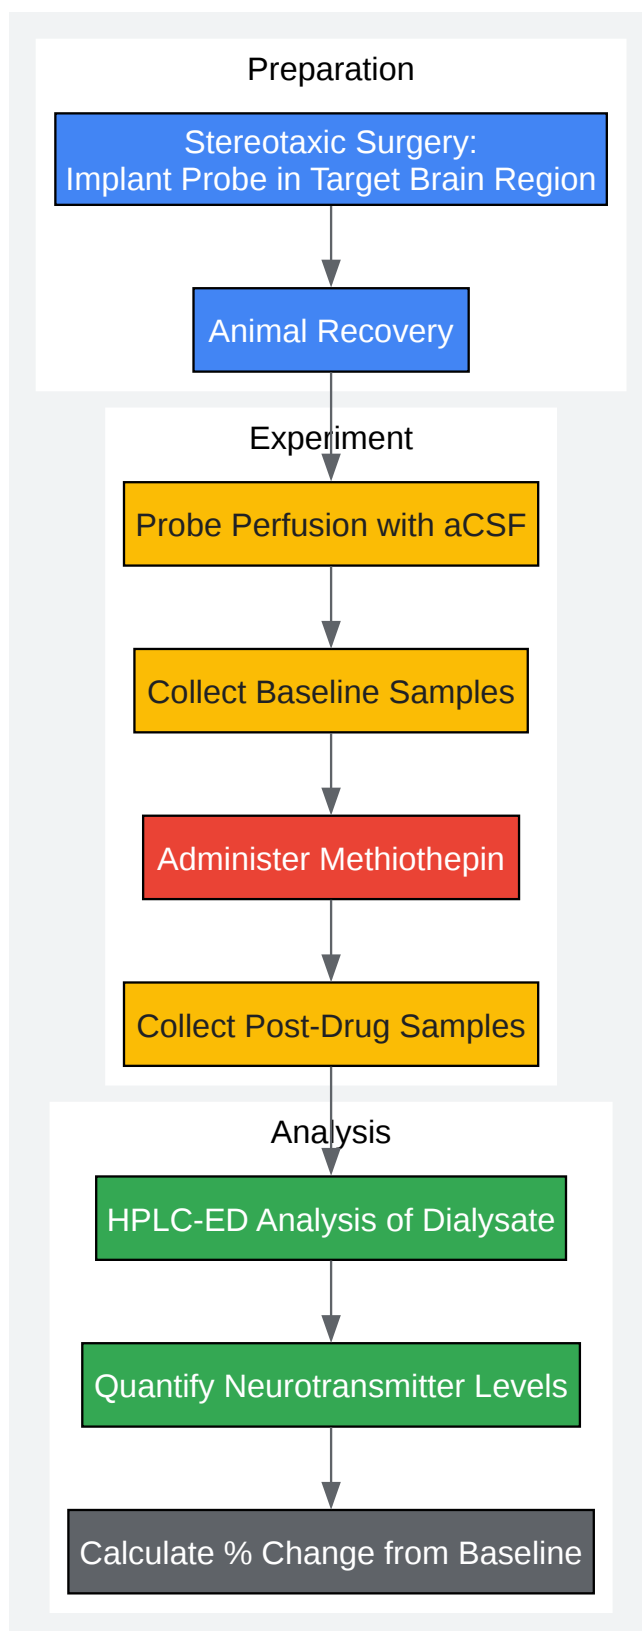 Preparation
Stereotaxic Surgery:
Implant Probe in Target Brain Region
Animal Recovery
Experiment
Probe Perfusion with aCSF
Collect Baseline Samples
Administer Methiothepin
Collect Post-Drug Samples
Analysis
HPLC-ED Analysis of Dialysate
Quantify Neurotransmitter Levels
Calculate % Change from Baseline